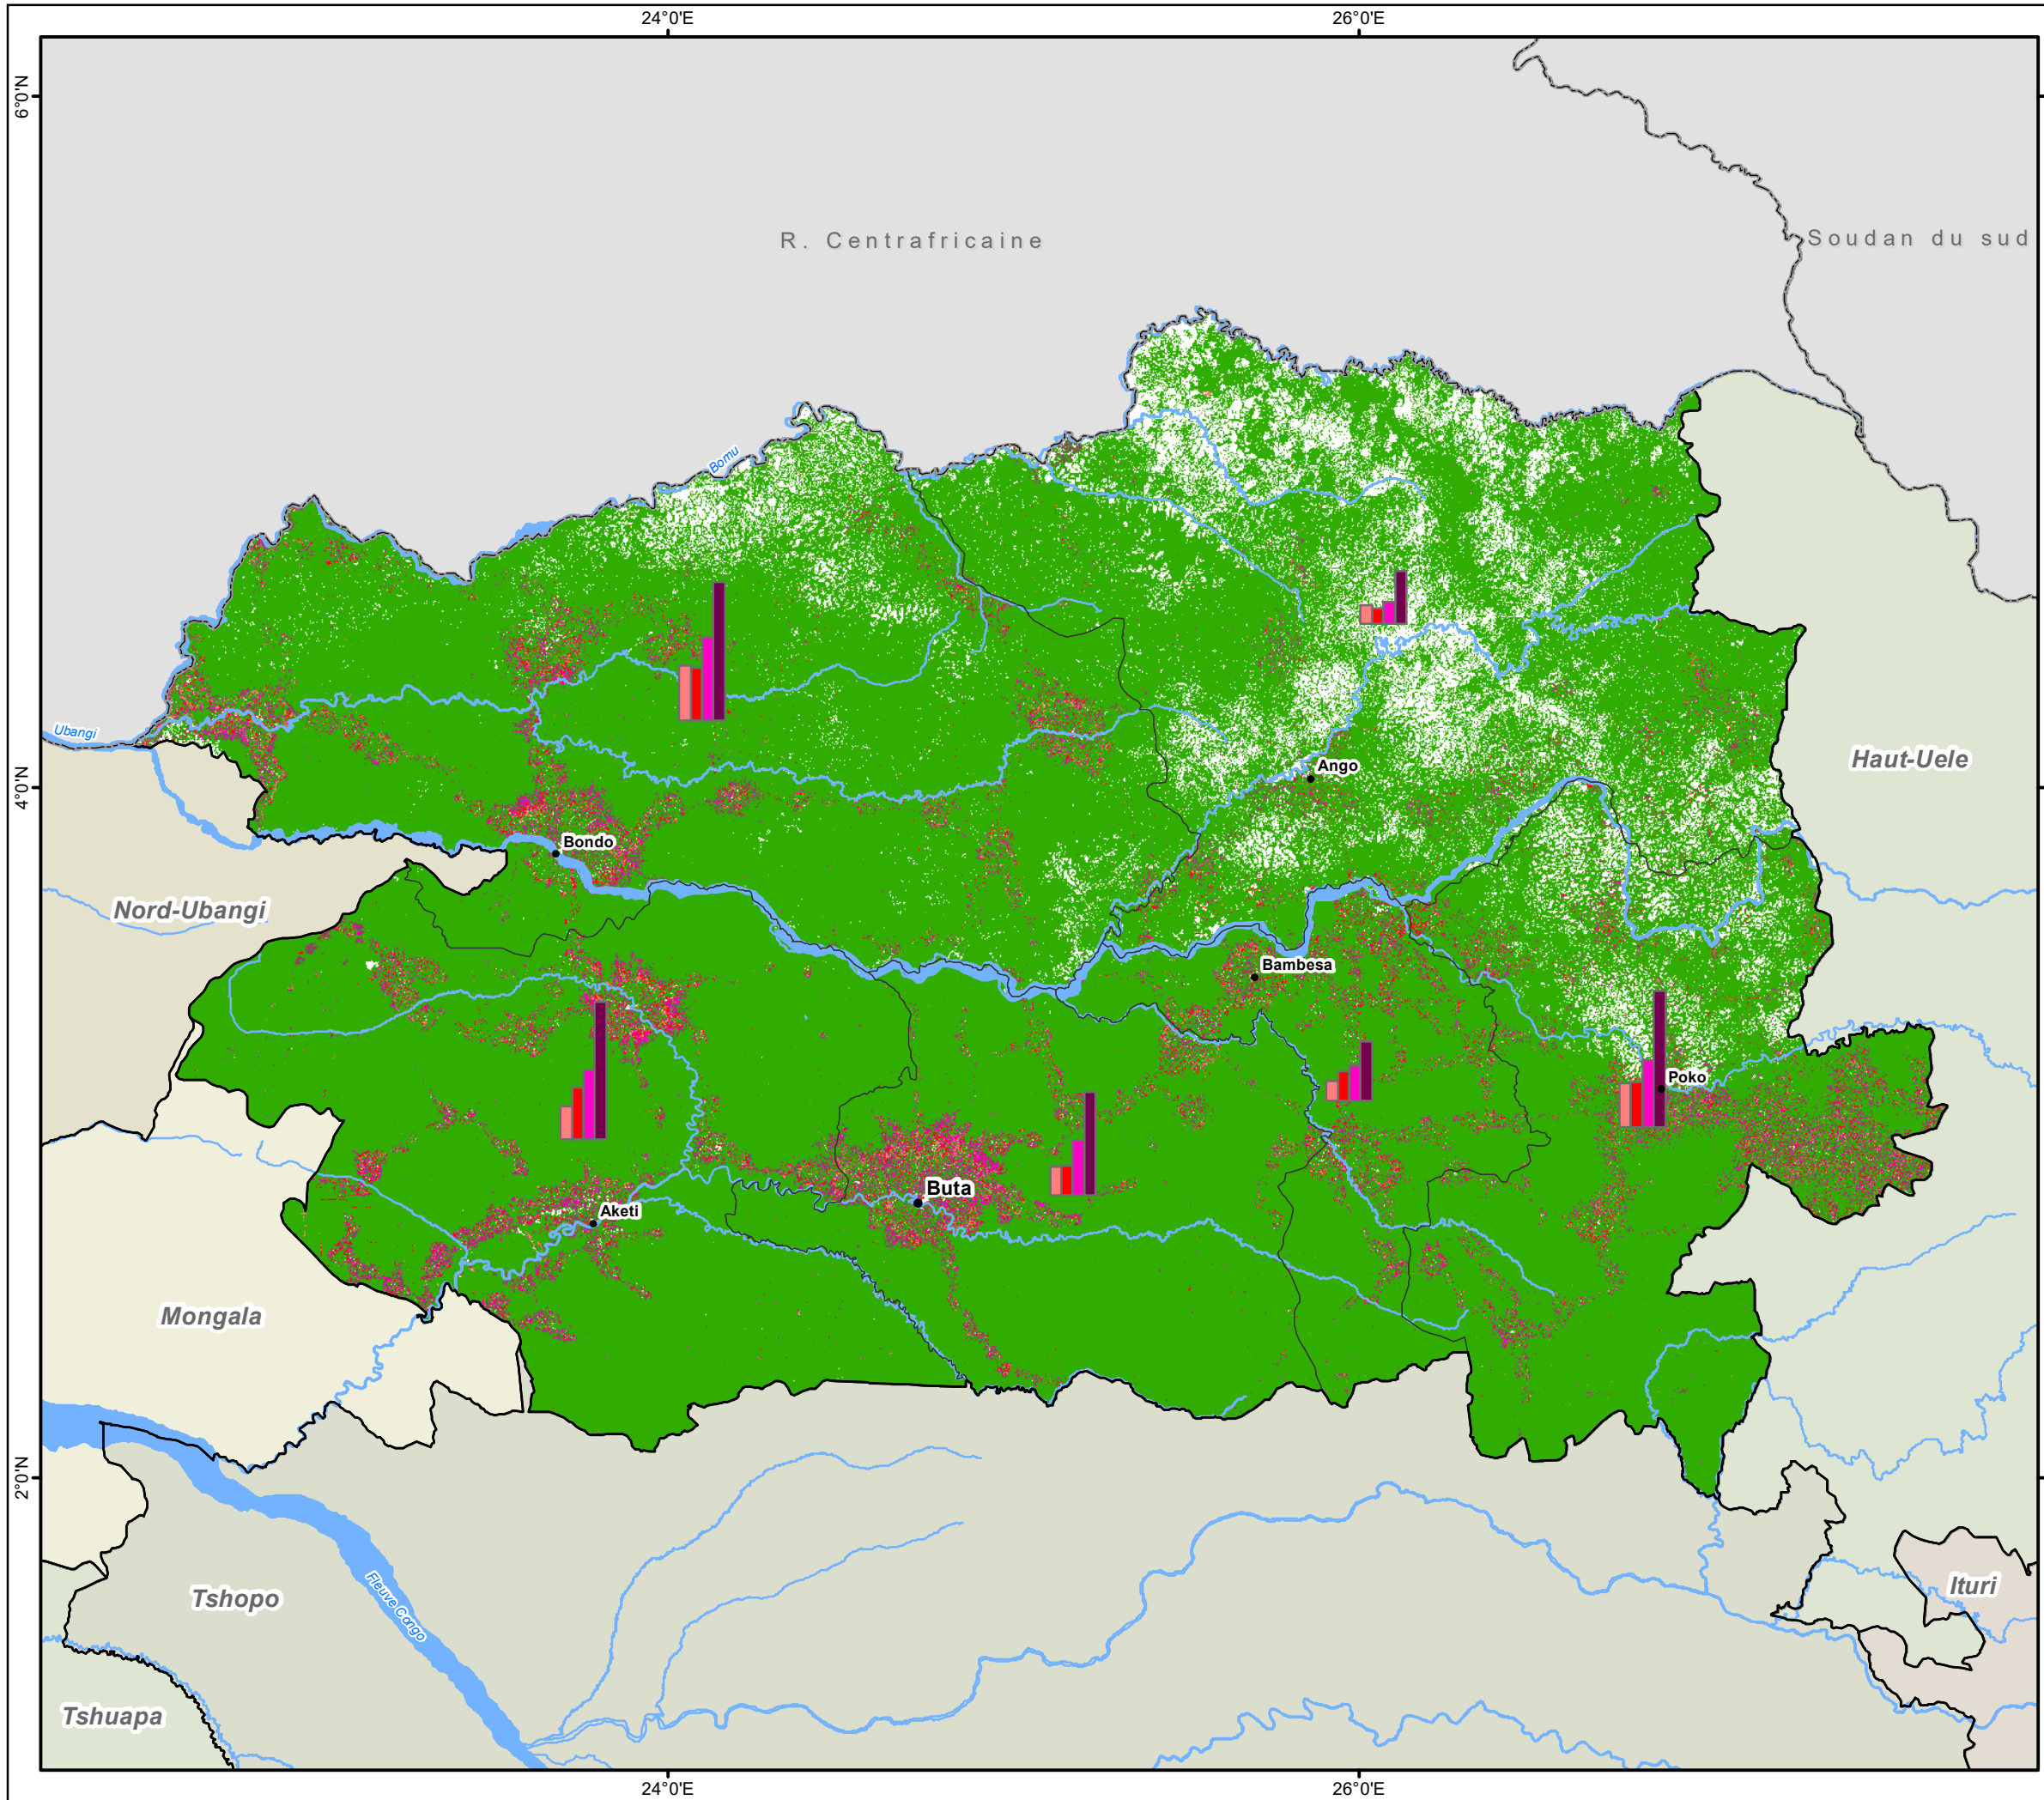 24°0'E
26°0'E
6°0'N
R. Centrafricaine
Soudan du sud
Bomu
Ubangi
4°0'N
Ango
Haut-Uele
Bondo
Nord-Ubangi
Bambesa
Poko
Buta
Aketi
Mongala
2°0'N
Fleuve Congo
Tshopo
Ituri
Tshuapa
24°0'E
26°0'E